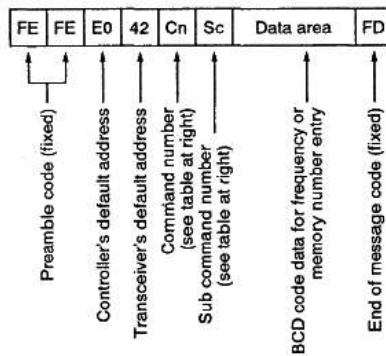 FE FE E0 42 Cn Sc Data area FD
Preamble code (fixed)
Controller's default address
Transceiver's default address
Command number
(see table at right)
Sub command number
(see table at right)
BCD code data for frequency or
memory number entry
End of message code (fixed)